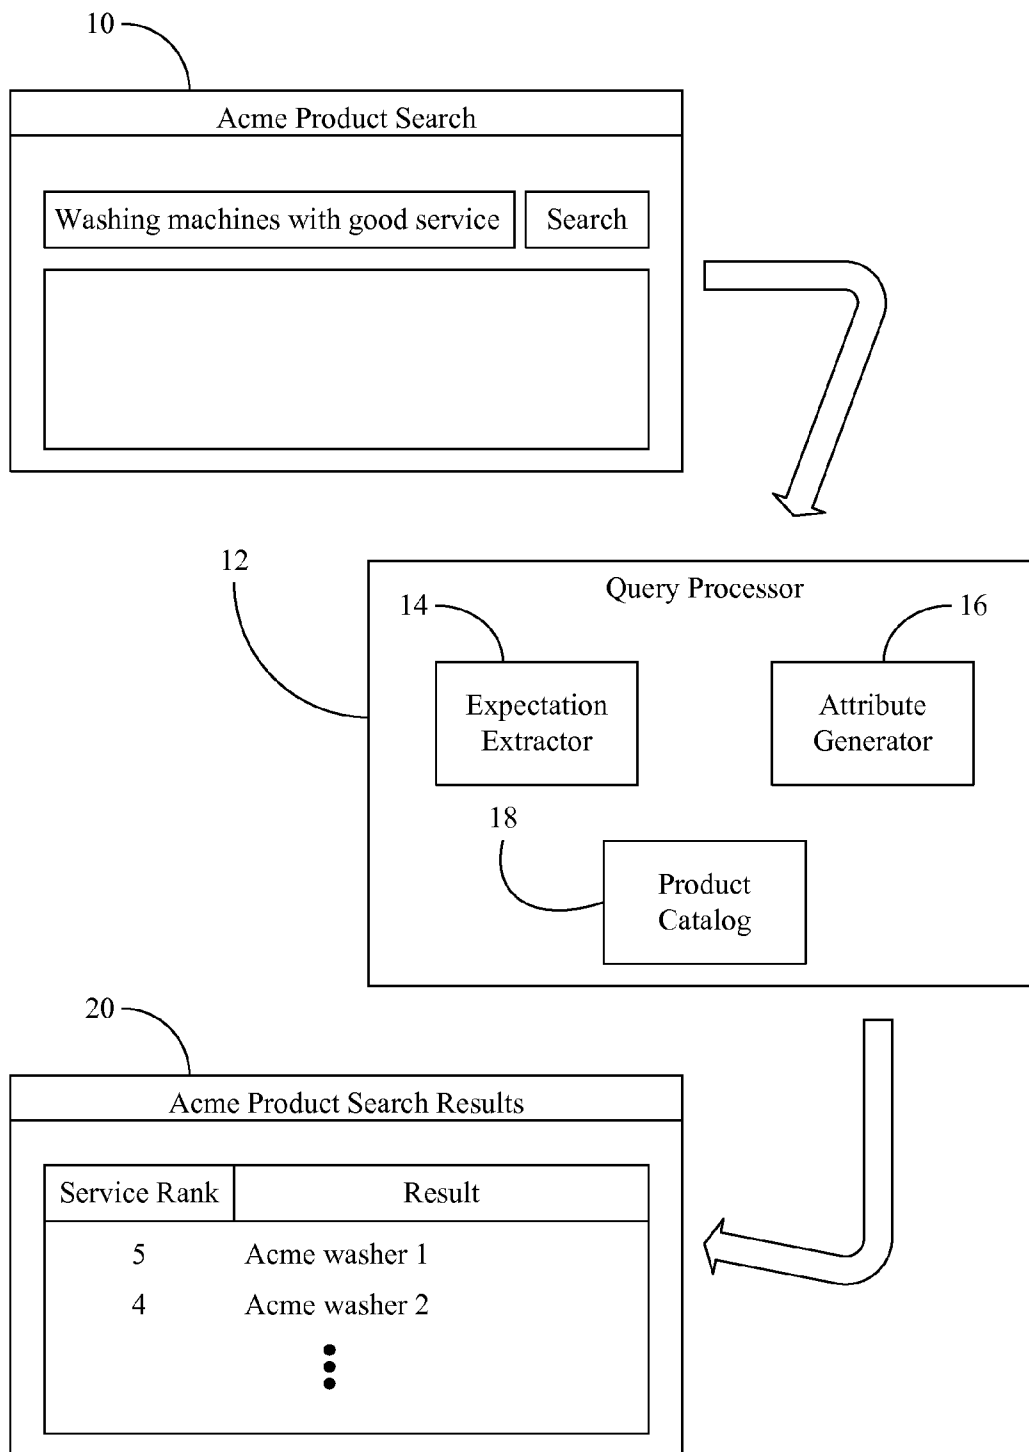 10
Acme Product Search
Washing machines with good service
Search
12
Query Processor
14
16
Expectation
Extractor
Attribute
Generator
18
Product
Catalog
20
Acme Product Search Results
Service Rank
Result
5
Acme washer 1
4
Acme washer 2